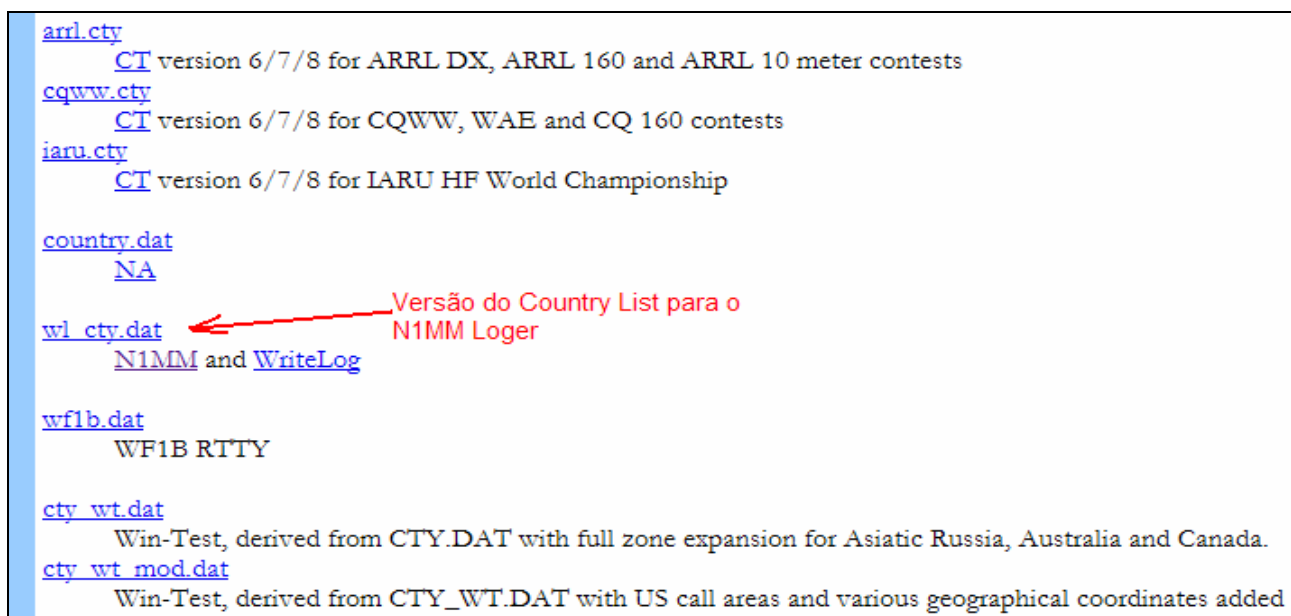 arrl.cty
CT version 6/7/8 for ARRL DX, ARRL 160 and ARRL 10 meter contests
cqww.cty
CT version 6/7/8 for CQWW, WAE and CQ 160 contests
iaru.cty
CT version 6/7/8 for IARU HF World Championship
country.dat
NA
Versão do Country List para o
N1MM Loger
wl_cty.dat
N1MM and WriteLog
wf1b.dat
WF1B RTTY
cty_wt.dat
Win-Test, derived from CTY.DAT with full zone expansion for Asiatic Russia, Australia and Canada.
cty_wt_mod.dat
Win-Test, derived from CTY_WT.DAT with US call areas and various geographical coordinates added